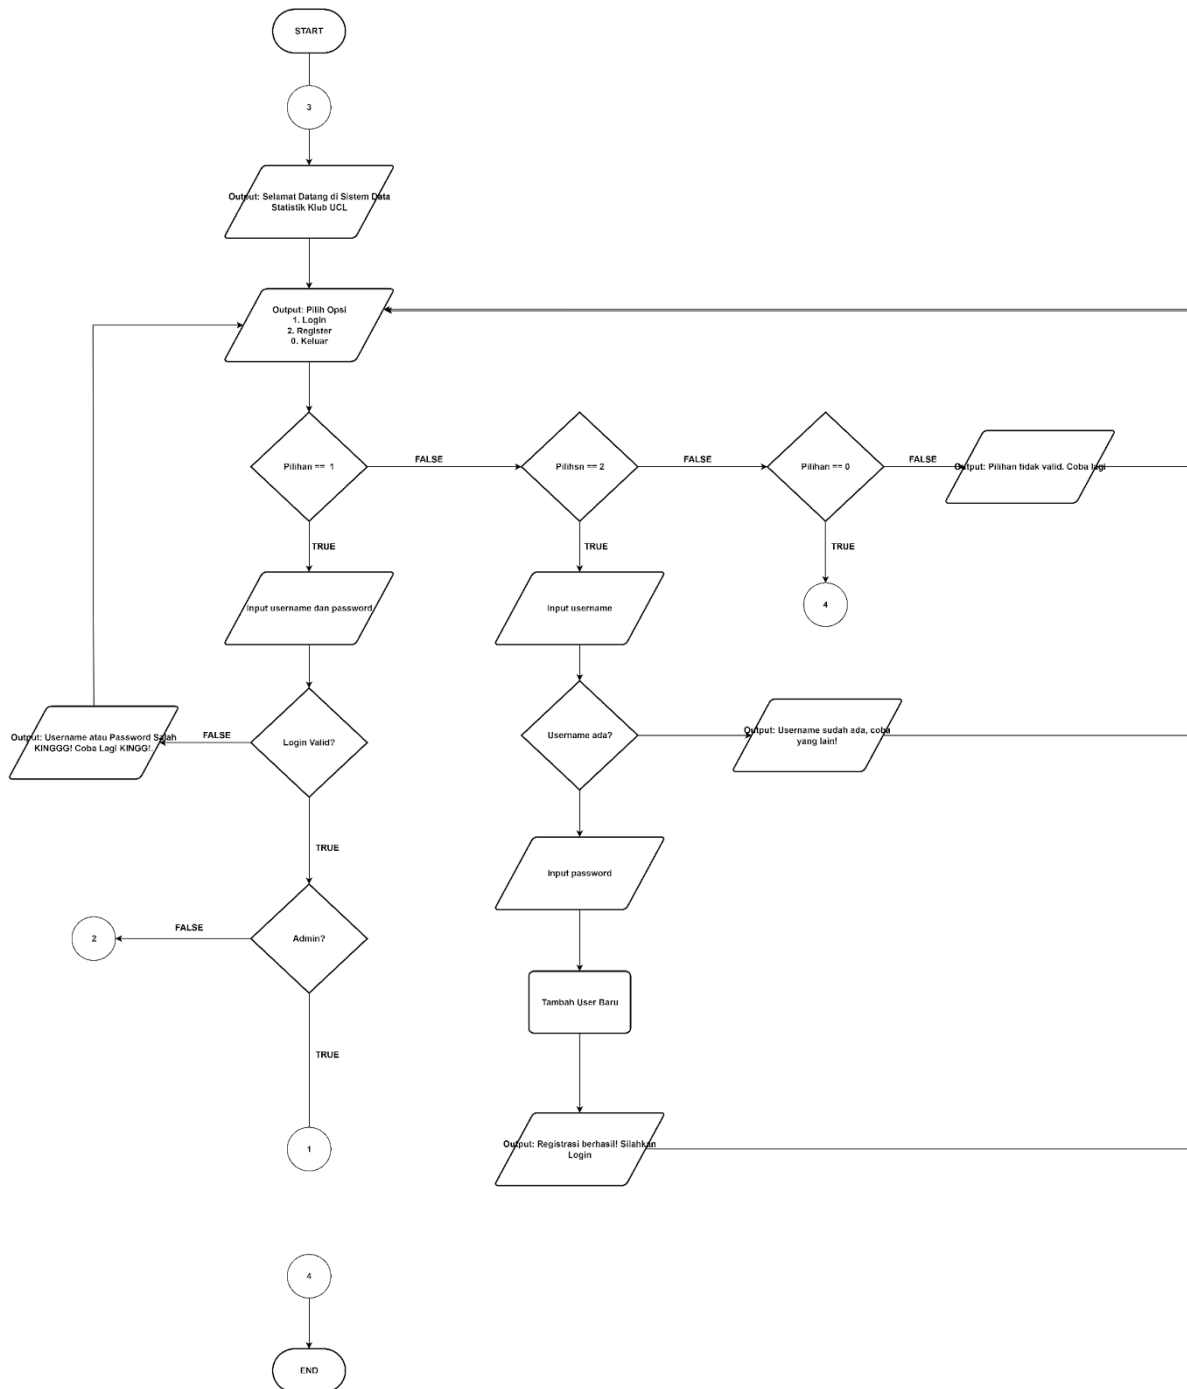 START
3
Output: Selamat Datang di Sistem Data
Statistik Klub UCL
Output: Pilih Opsi
1. Login
2. Register
0. Keluar
Pilihan == 1
FALSE
Pilihsn == 2
FALSE
Pilihan == 0
FALSE
Output: Pilihan tidak valid. Coba lagi
TRUE
TRUE
TRUE
Input username dan password
Input username
4
Output: Username atau Password Salah
KINGGG! Coba Lagi KINGG!.
FALSE
Login Valid?
Username ada?
Output: Username sudah ada, coba
yang lain!
TRUE
Input password
2
FALSE
Admin?
Tambah User Baru
TRUE
1
Output: Registrasi berhasil! Silahkan
Login
4
END